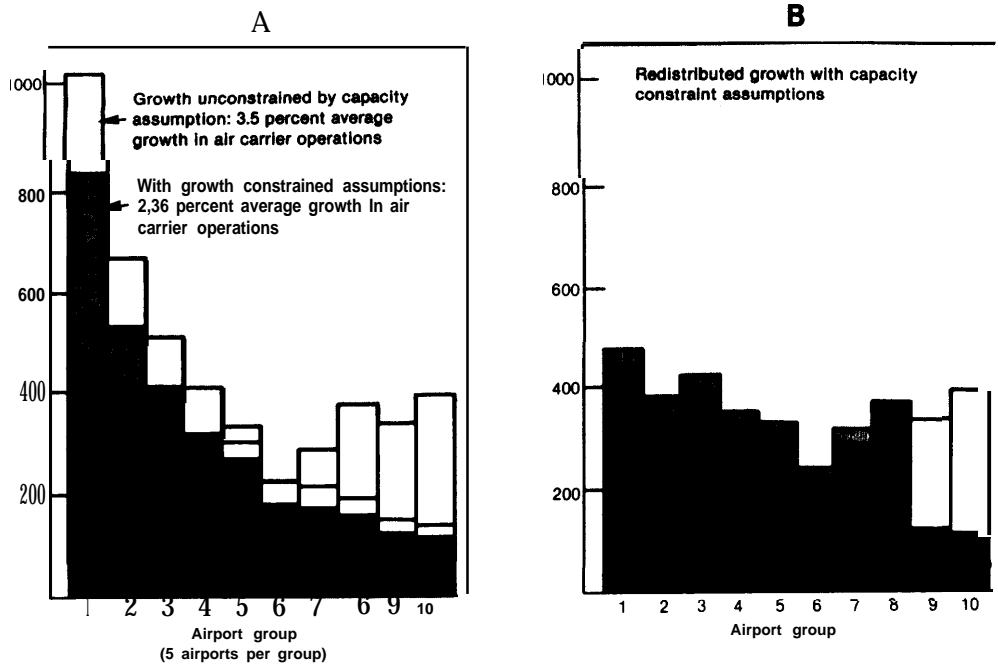 A
1000
Growth unconstrained by capacity
assumption: 3.5 percent average
growth in air carrier operations
With growth constrained assumptions:
2,36 percent average growth In air
carrier operations
800
600
400
200
1 2 3 4 5 6 7 6 9 10
Airport group
(5 airports per group)
B
1000
Redistributed growth with capacity
constraint assumptions
800
600
400
200
1 2 3 4 5 6 7 8 9 10
Airport group